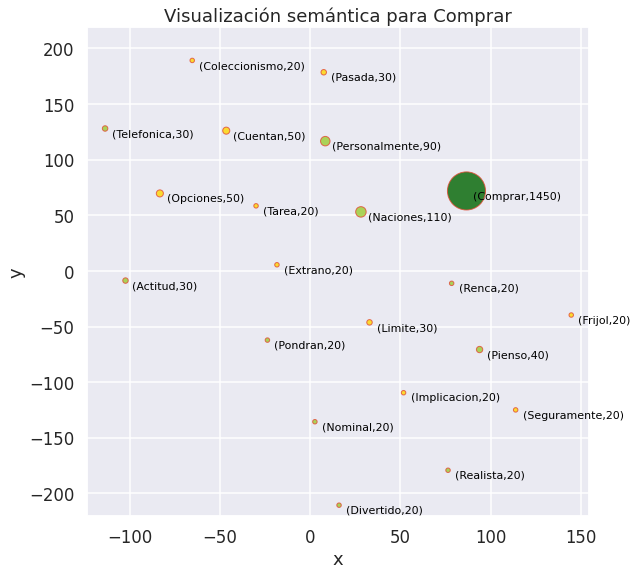 Visualización semántica para Comprar
200
150
100
50
0
−50
−100
−150
−200
y
(Coleccionismo,20)
(Pasada,30)
(Telefonica,30)
(Cuentan,50)
(Personalmente,90)
(Opciones,50)
(Comprar,1450)
(Tarea,20)
(Naciones,110)
(Extrano,20)
(Actitud,30)
(Renca,20)
(Limite,30)
(Frijol,20)
(Pondran,20)
(Pienso,40)
(Implicacion,20)
(Seguramente,20)
(Nominal,20)
(Realista,20)
(Divertido,20)
−100
−50
0
50
100
150
x